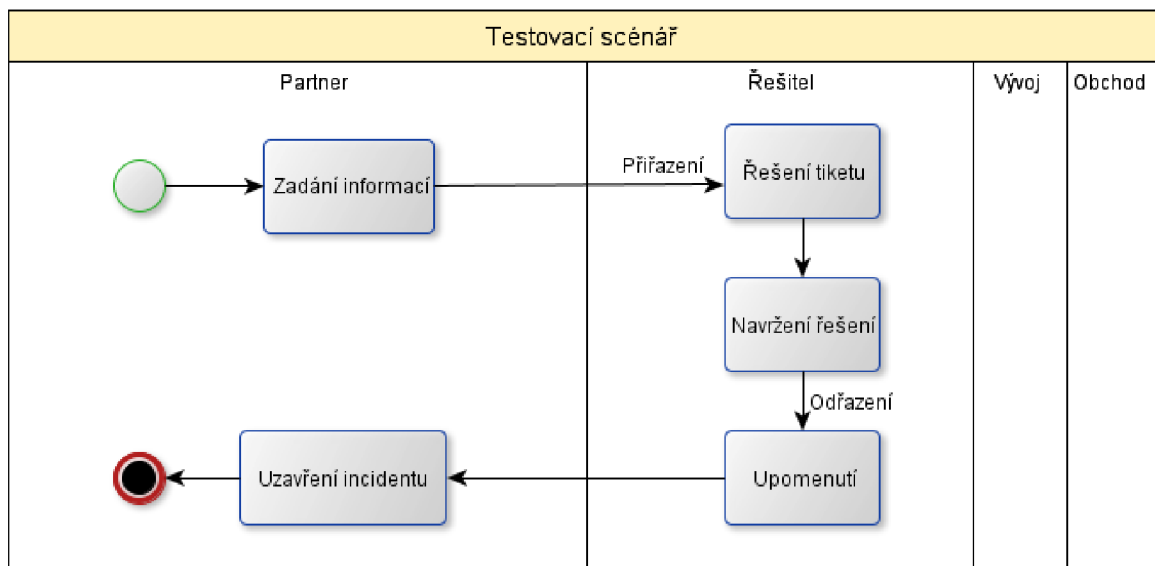 Testovací scénář
Partner
Řešitel
Vývoj
Obchod
Zadání informací
Přiřazení
Řešení tiketu
Navržení řešení
Odřazení
Uzavření incidentu
Upomenutí